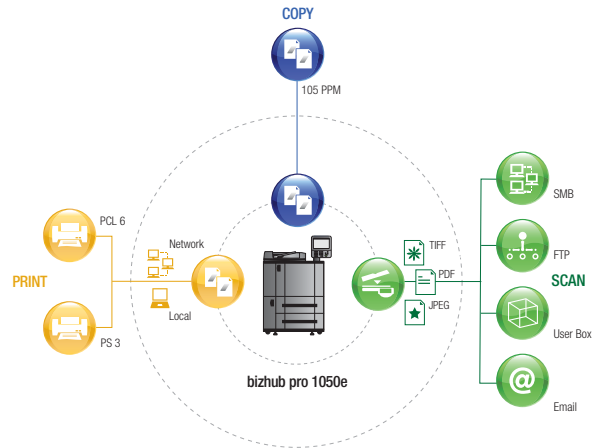 COPY
105 PPM
PCL 6
Network
PRINT
Local
PS 3
bizhub pro 1050e
TIFF
PDF
JPEG
SMB
FTP
SCAN
User Box
@
Email